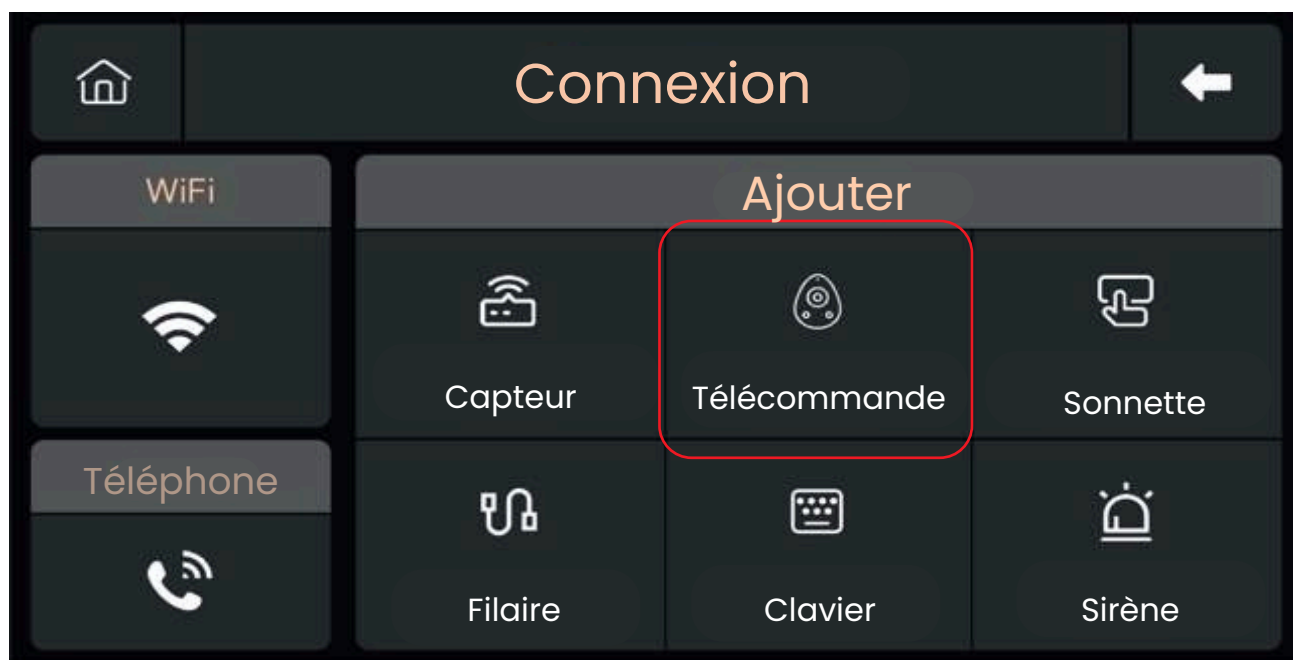 Connexion
WiFi
Ajouter
Capteur
Télécommande
Sonnette
Téléphone
Filaire
Clavier
Sirène